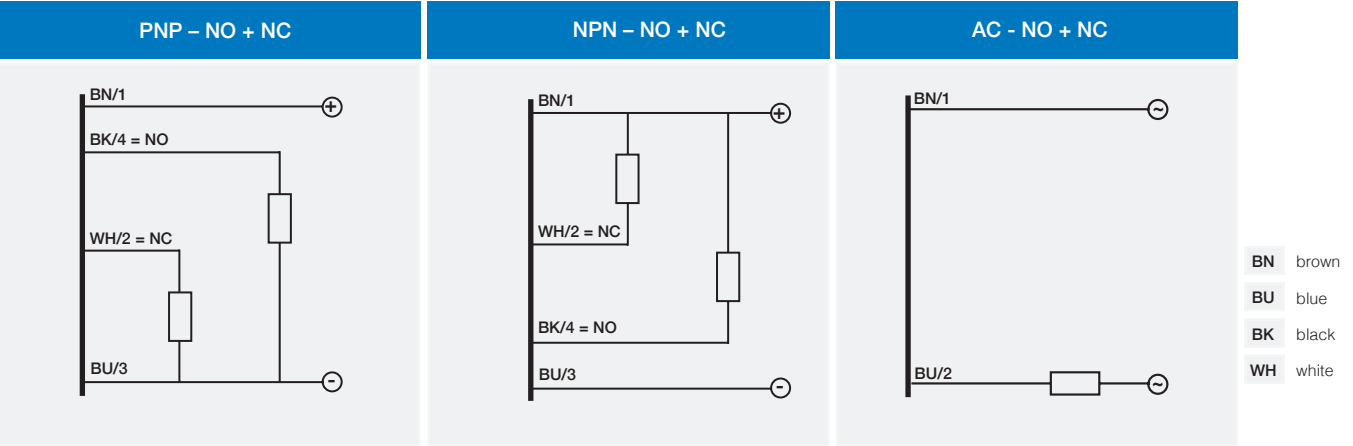 PNP – NO + NC
BN/1
+
BK/4 = NO
WH/2 = NC
BU/3
-
NPN – NO + NC
BN/1
+
WH/2 = NC
BK/4 = NO
BU/3
-
AC - NO + NC
BN/1
~
BU/2
~
BN brown
BU blue
BK black
WH white